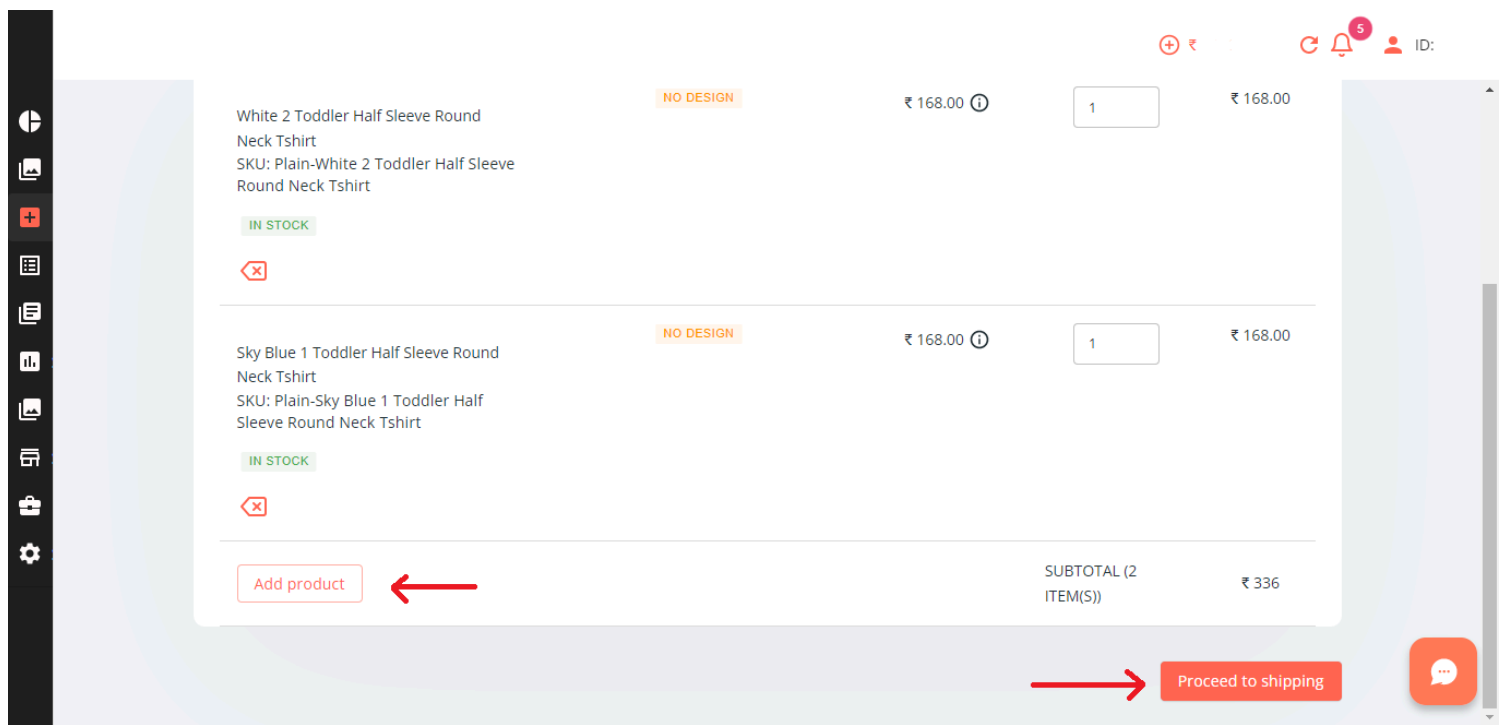 ₹
5
ID:
White 2 Toddler Half Sleeve Round
Neck Tshirt
SKU: Plain-White 2 Toddler Half Sleeve
Round Neck Tshirt
IN STOCK
NO DESIGN
₹ 168.00
1
₹ 168.00
Sky Blue 1 Toddler Half Sleeve Round
Neck Tshirt
SKU: Plain-Sky Blue 1 Toddler Half
Sleeve Round Neck Tshirt
IN STOCK
NO DESIGN
₹ 168.00
1
₹ 168.00
Add product
SUBTOTAL (2
ITEM(S))
₹ 336
Proceed to shipping